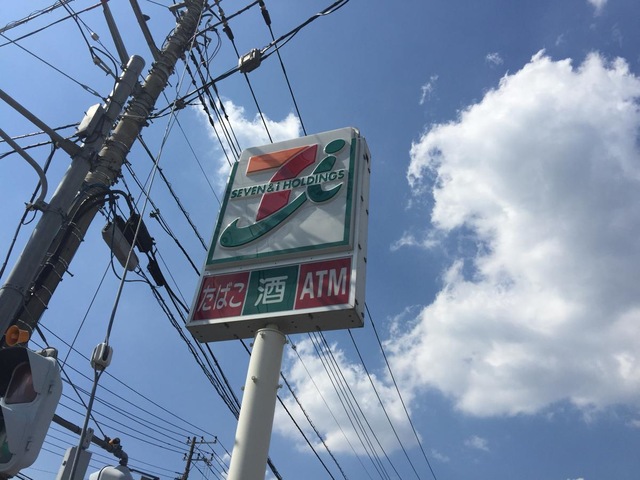 SEVEN&i HOLDINGS
たばこ 酒 ATM